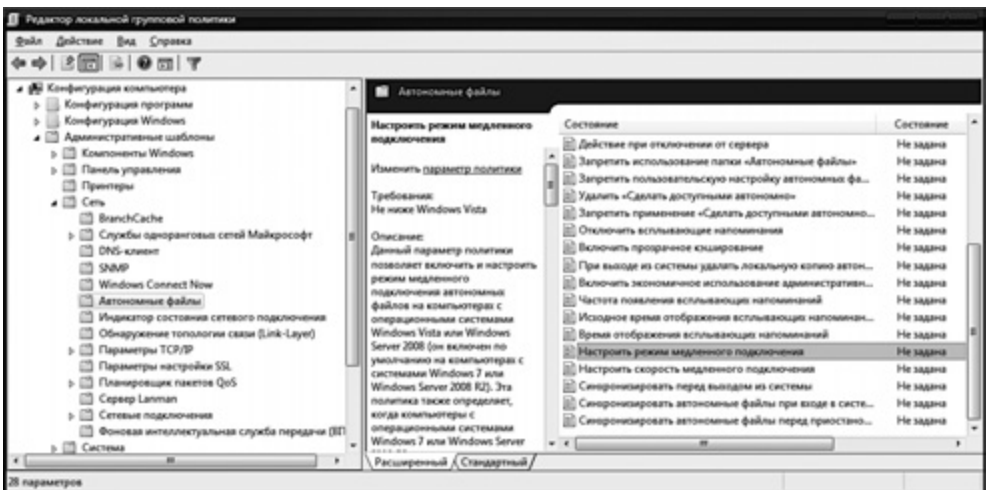 Редактор локальной групповой политики
Файл Действие Вид Справка
Конфигурация компьютера
Конфигурация программ
Конфигурация Windows
Административные шаблоны
Компоненты Windows
Панель управления
Принтеры
Сеть
BranchCache
Службы одноранговых сетей Майкрософт
DNS-клиент
SNMP
Windows Connect Now
Автономные файлы
Индикатор состояния сетевого подключения
Обнаружение топологии связи (Link-Layer)
Параметры TCP/IP
Параметры настройки SSL
Планировщик пакетов QoS
Сервер Lanman
Сетевые подключения
Фоновая интеллектуальная служба передачи
Система
Автономные файлы
Настроить режим медленного
подключения
Изменить параметр политики
Требования:
Не ниже Windows Vista
Описание:
Данный параметр политики
позволяет включить и настроить
режим медленного
подключения автономных
файлов на компьютерах с
операционными системами
Windows Vista или Windows
Server 2008 (он включен по
умолчанию на компьютерах с
системами Windows 7 или
Windows Server 2008 R2). Эта
политика также определяет,
когда компьютеры с
операционными системами
Windows 7 или Windows Server
Состояние Состояние
Действие при отключении от сервера Не задана
Запретить использование папки «Автономные файлы» Не задана
Запретить пользовательскую настройку автономных фа... Не задана
Удалить «Сделать доступными автономно» Не задана
Запретить применение «Сделать доступными автономно... Не задана
Отключить всплывающие напоминания Не задана
Включить прозрачное кэширование Не задана
При выходе из системы удалять локальную копию автон... Не задана
Включить экономичное использование административн... Не задана
Частота появления всплывающих напоминаний Не задана
Исходное время отображения всплывающих напоминан... Не задана
Время отображения всплывающих напоминаний Не задана
Настроить режим медленного подключения Не задана
Настроить скорость медленного подключения Не задана
Синхронизировать перед выходом из системы Не задана
Синхронизировать автономные файлы при входе в систе... Не задана
Синхронизировать автономные файлы перед приостано... Не задана
Расширенный Стандартный
28 параметров